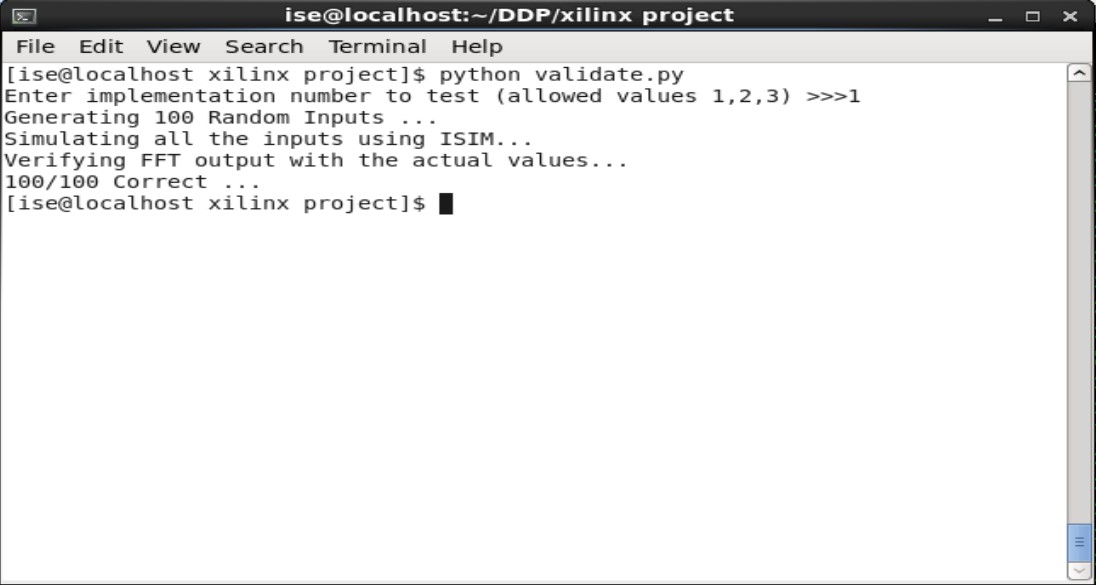 ise@localhost:~/DDP/xilinx project
File Edit View Search Terminal Help
[ise@localhost xilinx project]$ python validate.py
Enter implementation number to test (allowed values 1,2,3) >>>1
Generating 100 Random Inputs ...
Simulating all the inputs using ISIM...
Verifying FFT output with the actual values...
100/100 Correct ...
[ise@localhost xilinx project]$